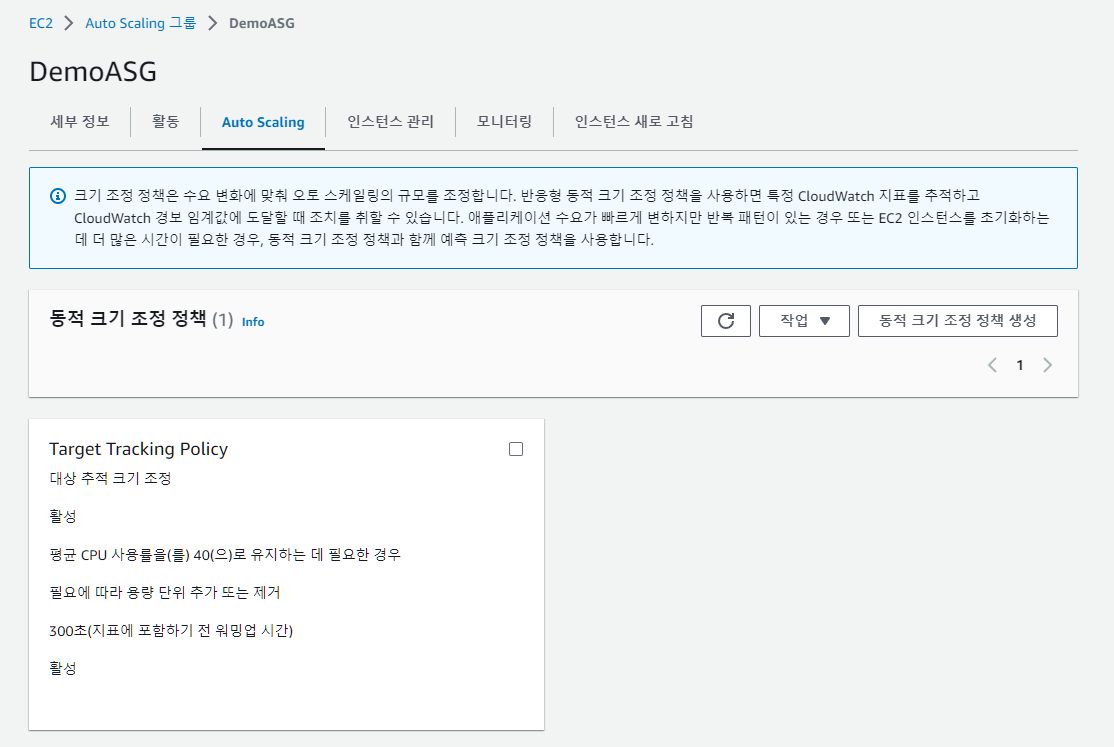 EC2 > Auto Scaling 그룹 > DemoASG
DemoASG
세부 정보 활동 Auto Scaling 인스턴스 관리 모니터링 인스턴스 새로 고침
크기 조정 정책은 수요 변화에 맞춰 오토 스케일링의 규모를 조정합니다. 반응형 동적 크기 조정 정책을 사용하면 특정 CloudWatch 지표를 추적하고
CloudWatch 경보 임계값에 도달할 때 조치를 취할 수 있습니다. 애플리케이션 수요가 빠르게 변하지만 반복 패턴이 있는 경우 또는 EC2 인스턴스를 초기화하는
데 더 많은 시간이 필요한 경우, 동적 크기 조정 정책과 함께 예측 크기 조정 정책을 사용합니다.
동적 크기 조정 정책 (1) Info 작업 동적 크기 조정 정책 생성
1
Target Tracking Policy
대상 추적 크기 조정
활성
평균 CPU 사용률을(를) 40(으)로 유지하는 데 필요한 경우
필요에 따라 용량 단위 추가 또는 제거
300초(지표에 포함하기 전 워밍업 시간)
활성